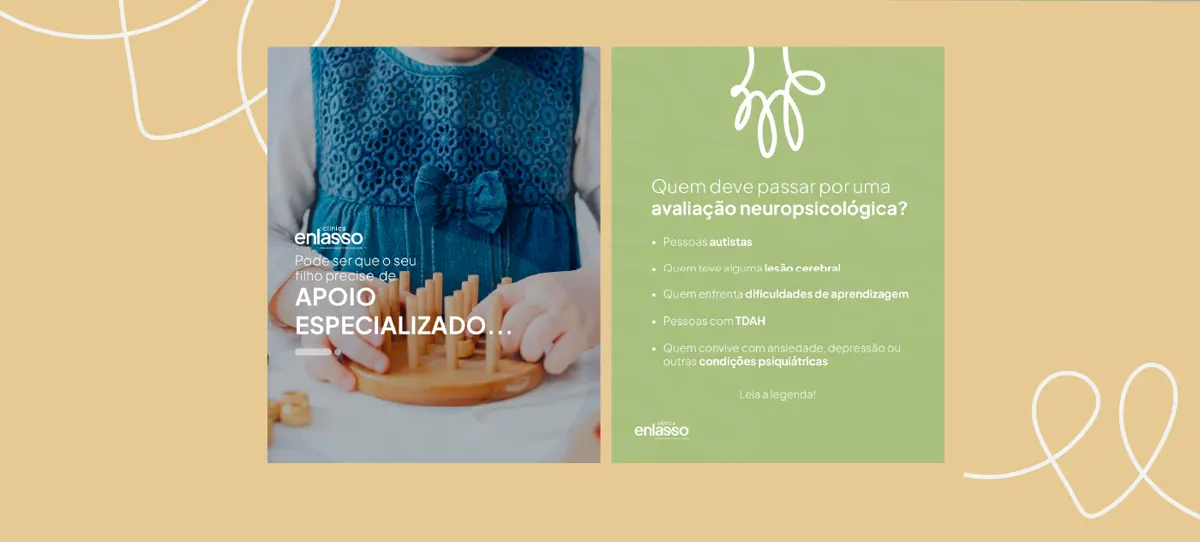 clínica
enlasso
Pode ser que o seu
filho precise de
APOIO
ESPECIALIZADO...
Quem deve passar por uma
avaliação neuropsicológica?
• Pessoas autistas
• Quem teve alguma lesão cerebral
• Quem enfrenta dificuldades de aprendizagem
• Pessoas com TDAH
• Quem convive com ansiedade, depressão ou
outras condições psiquiátricas
Leia a legenda!
clínica
enlasso